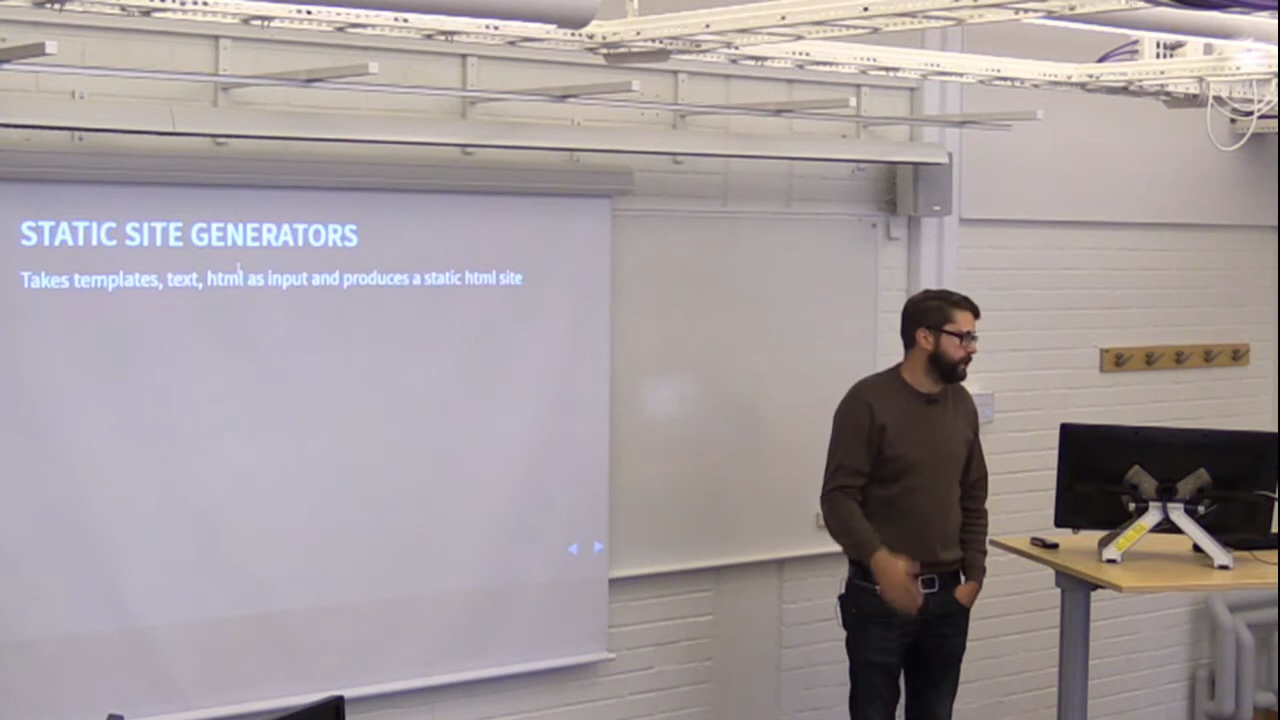 STATIC SITE GENERATORS
Takes templates, text, html as input and produces a static html site